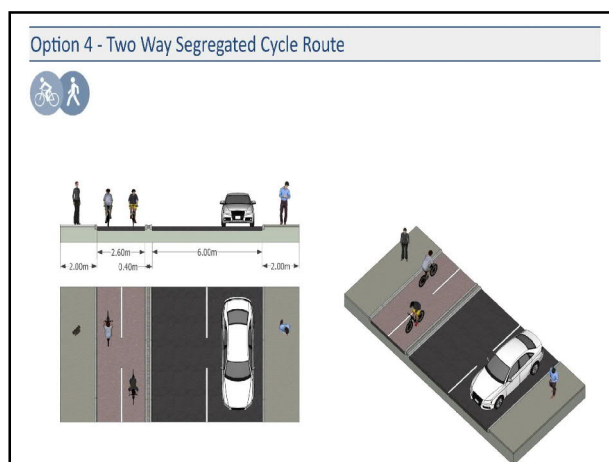 Option 4 - Two Way Segregated Cycle Route
2.60m
6.00m
2.00m
0.40m
2.00m